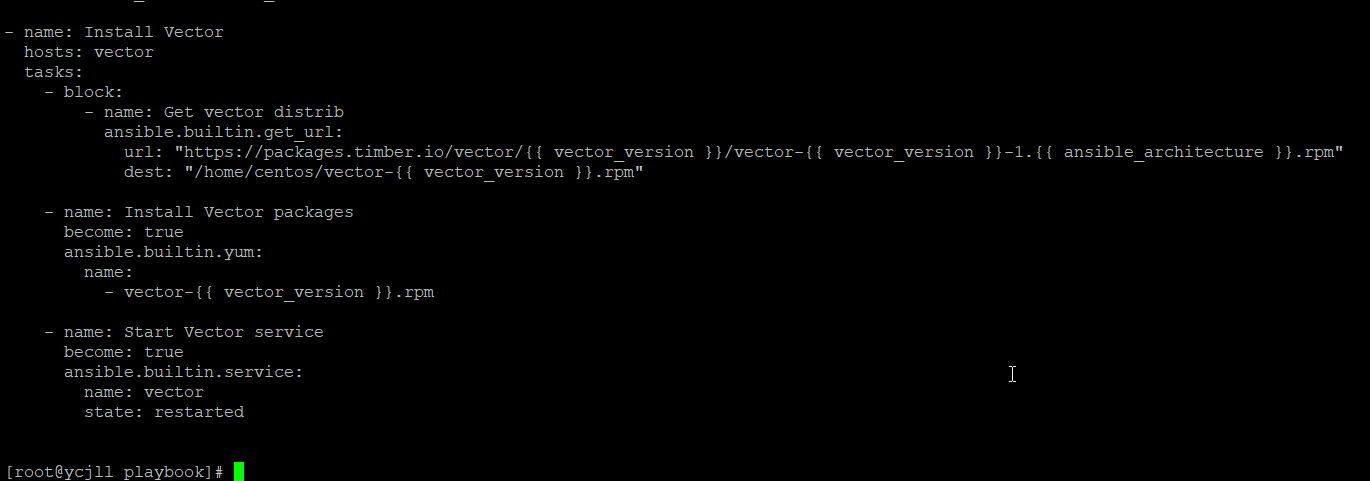 - name: Install Vector
  hosts: vector
  tasks:
    - block:
        - name: Get vector distrib
          ansible.builtin.get_url:
            url: "https://packages.timber.io/vector/{{ vector_version }}/vector-{{ vector_version }}-1.{{ ansible_architecture }}.rpm"
            dest: "/home/centos/vector-{{ vector_version }}.rpm"
    - name: Install Vector packages
      become: true
      ansible.builtin.yum:
        name:
          - vector-{{ vector_version }}.rpm
    - name: Start Vector service
      become: true
      ansible.builtin.service:
        name: vector
        state: restarted
[root@ycjll playbook]#